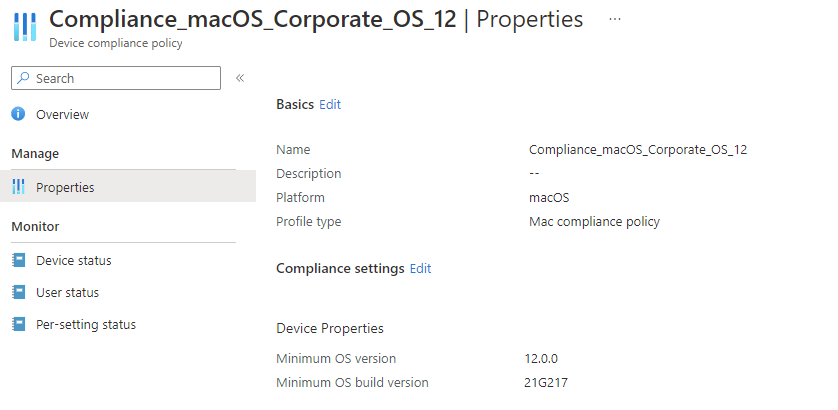 Compliance_macOS_Corporate_OS_12 | Properties ...
Device compliance policy
Search «
Overview
Manage
Properties
Monitor
Device status
User status
Per-setting status
Basics Edit
Name Compliance_macOS_Corporate_OS_12
Description --
Platform macOS
Profile type Mac compliance policy
Compliance settings Edit
Device Properties
Minimum OS version 12.0.0
Minimum OS build version 21G217